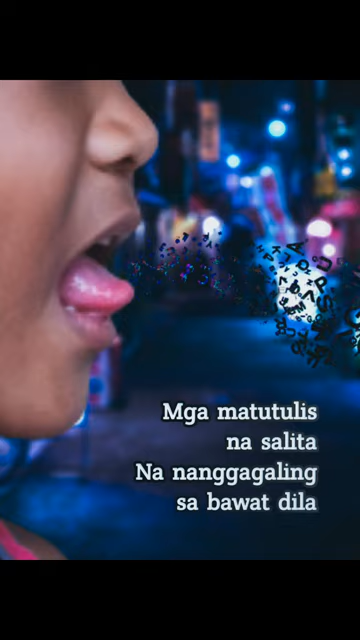 Mga matutulis
na salita
Na nanggagaling
sa bawat dila